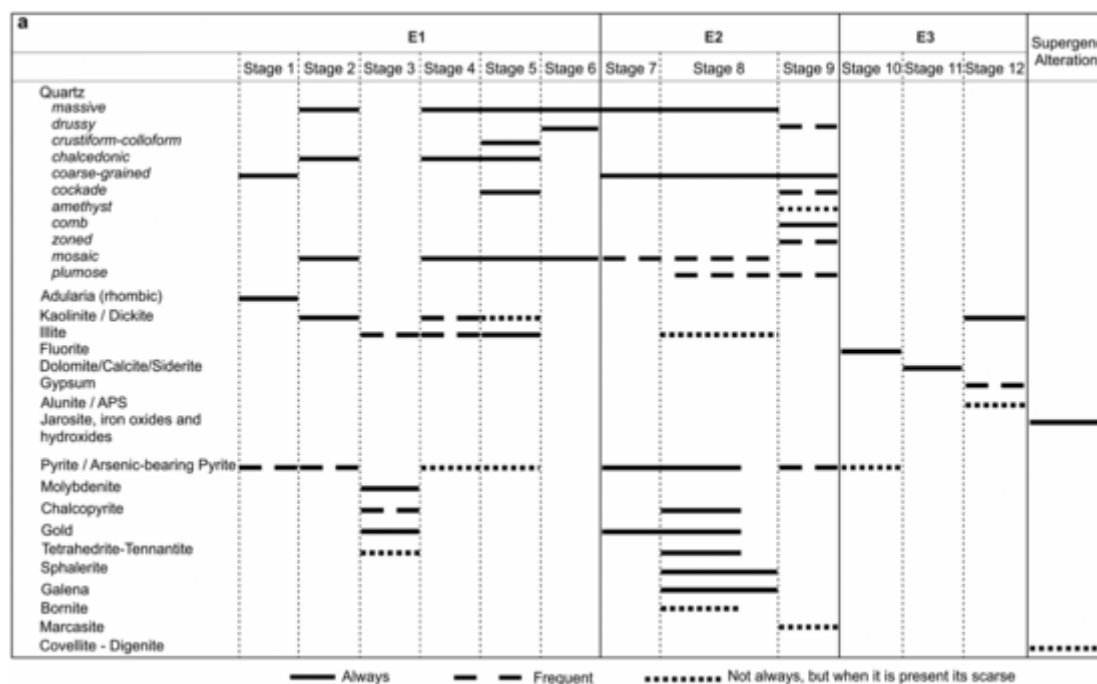 a
E1 E2 E3 Supergene Alteration
Stage 1 Stage 2 Stage 3 Stage 4 Stage 5 Stage 6 Stage 7 Stage 8 Stage 9 Stage 10 Stage 11 Stage 12
Quartz
massive
drussy
crustiform-colloform
chalcedonic
coarse-grained
cockade
amethyst
comb
zoned
mosaic
plumose
Adularia (rhombic)
Kaolinite / Dickite
Illite
Fluorite
Dolomite/Calcite/Siderite
Gypsum
Alunite / APS
Jarosite, iron oxides and
hydroxides
Pyrite / Arsenic-bearing Pyrite
Molybdenite
Chalcopyrite
Gold
Tetrahedrite-Tennantite
Sphalerite
Galena
Bornite
Marcasite
Covellite - Digenite
Always Frequent Not always, but when it is present its scarse